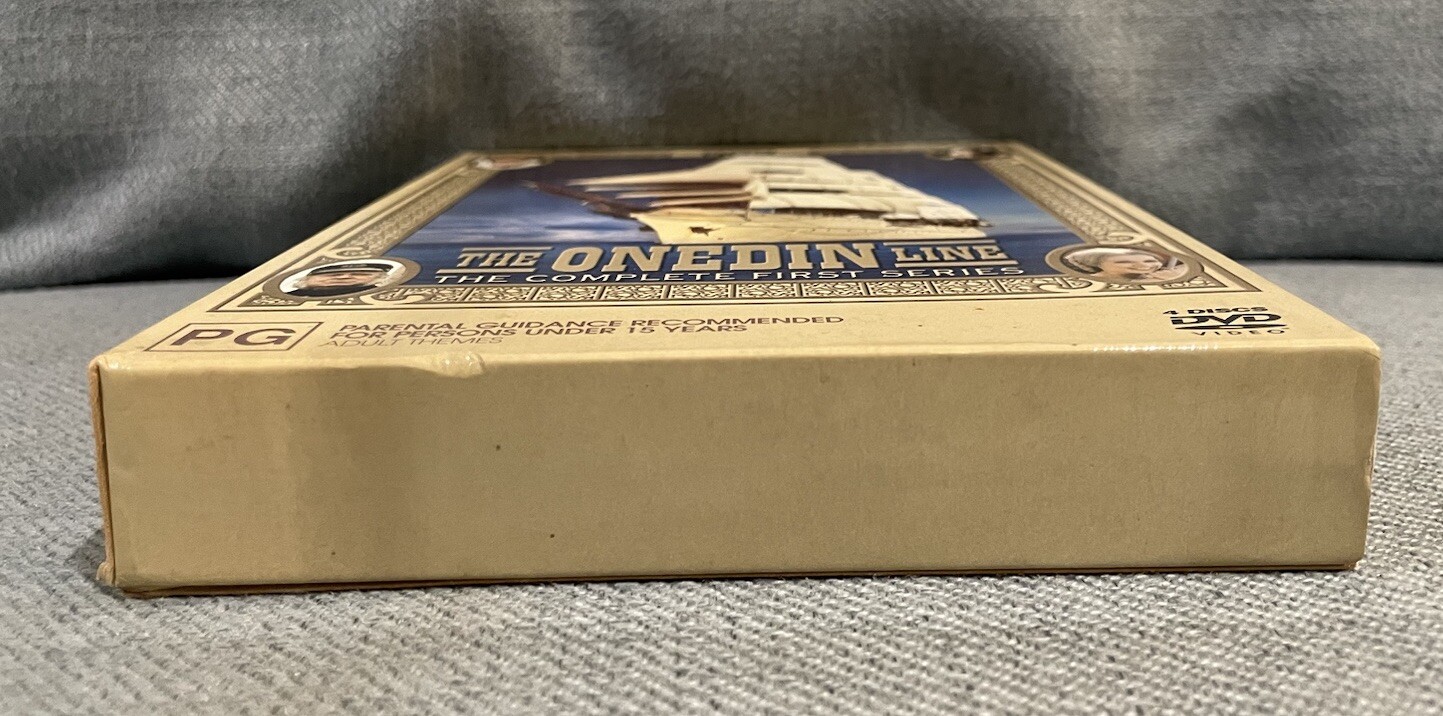 THE ONEDIN LINE
THE COMPLETE FIRST SERIES
PG
PARENTAL GUIDANCE RECOMMENDED
FOR PERSONS UNDER 15 YEARS
ADULT THEMES
4 DISCS
DVD
VIDEO